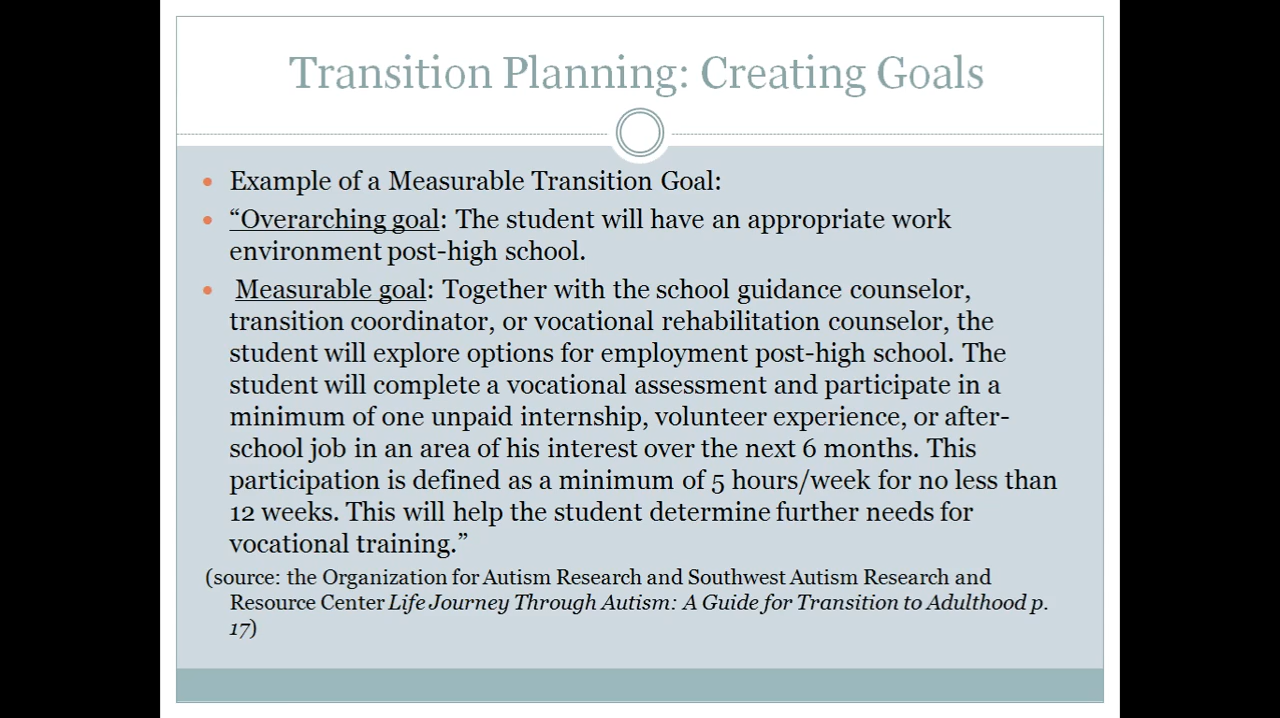 Transition Planning: Creating Goals
• Example of a Measurable Transition Goal:
• “Overarching goal: The student will have an appropriate work
environment post-high school.
• Measurable goal: Together with the school guidance counselor,
transition coordinator, or vocational rehabilitation counselor, the
student will explore options for employment post-high school. The
student will complete a vocational assessment and participate in a
minimum of one unpaid internship, volunteer experience, or after-
school job in an area of his interest over the next 6 months. This
participation is defined as a minimum of 5 hours/week for no less than
12 weeks. This will help the student determine further needs for
vocational training.”
(source: the Organization for Autism Research and Southwest Autism Research and
Resource Center Life Journey Through Autism: A Guide for Transition to Adulthood p.
17)